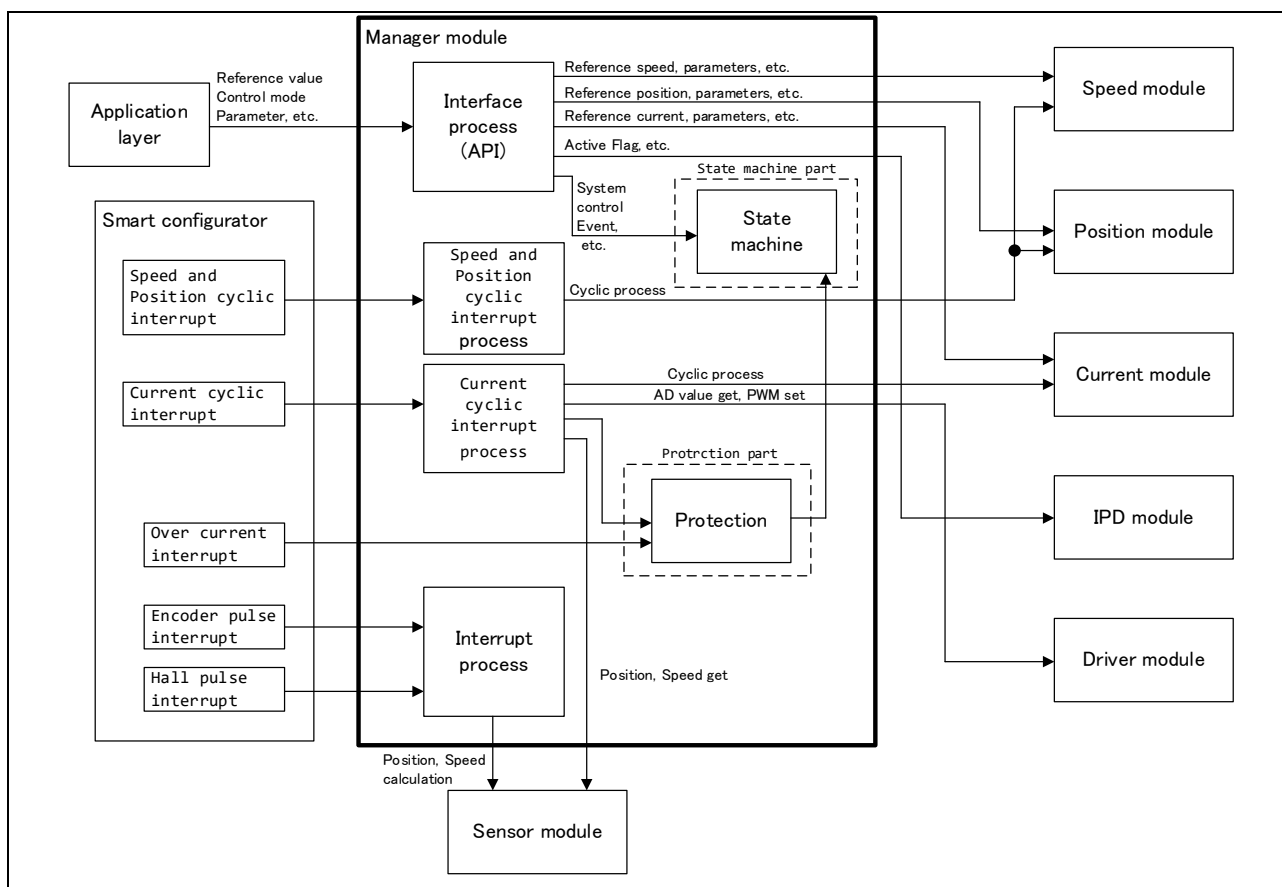 Manager module
Reference value
Control mode
Parameter, etc.
Application
layer
Interface
process
(API)
Reference speed, parameters, etc.
Reference position, parameters, etc.
Reference current, parameters, etc.
Active Flag, etc.
System
control
Event,
etc.
State machine part
State
machine
Speed module
Position module
Smart configurator
Speed and
Position cyclic
interrupt
Speed and
Position
cyclic
interrupt
process
Cyclic process
Current cyclic
interrupt
Current
cyclic
interrupt
process
Cyclic process
AD value get, PWM set
Current module
Protrction part
Protection
Over current
interrupt
IPD module
Encoder pulse
interrupt
Hall pulse
interrupt
Interrupt
process
Position, Speed get
Driver module
Position, Speed
calculation
Sensor module